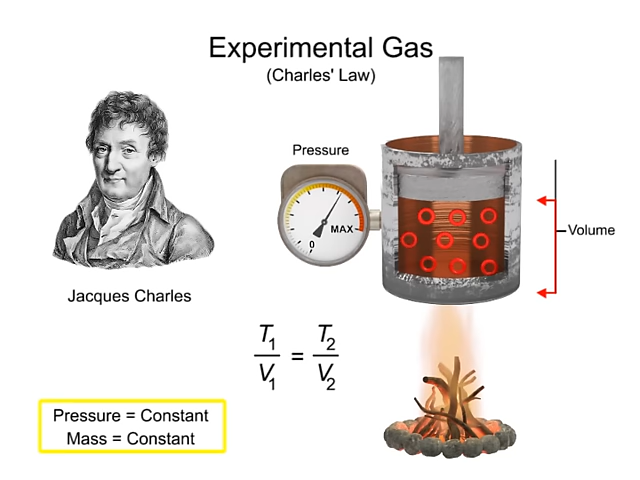 Experimental Gas
(Charles' Law)
Pressure
MAX
0
Volume
Jacques Charles
T₁ / V₁ = T₂ / V₂
Pressure = Constant
Mass = Constant